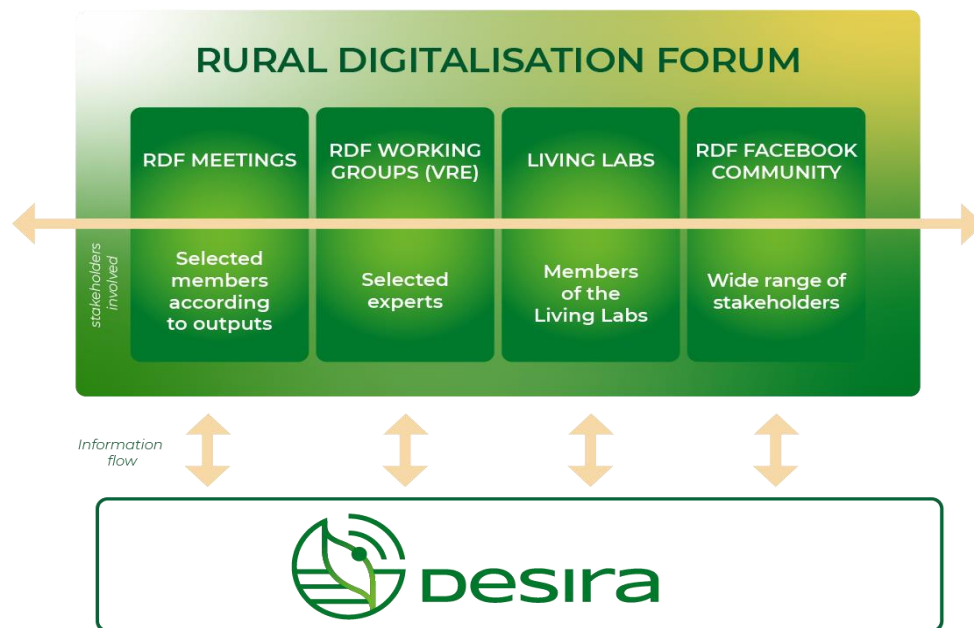 RURAL DIGITALISATION FORUM
RDF MEETINGS
RDF WORKING
GROUPS (VRE)
LIVING LABS
RDF FACEBOOK
COMMUNITY
stakeholders
involved
Selected
members
according
to outputs
Selected
experts
Members
of the
Living Labs
Wide range of
stakeholders
Information
flow
DESIRA